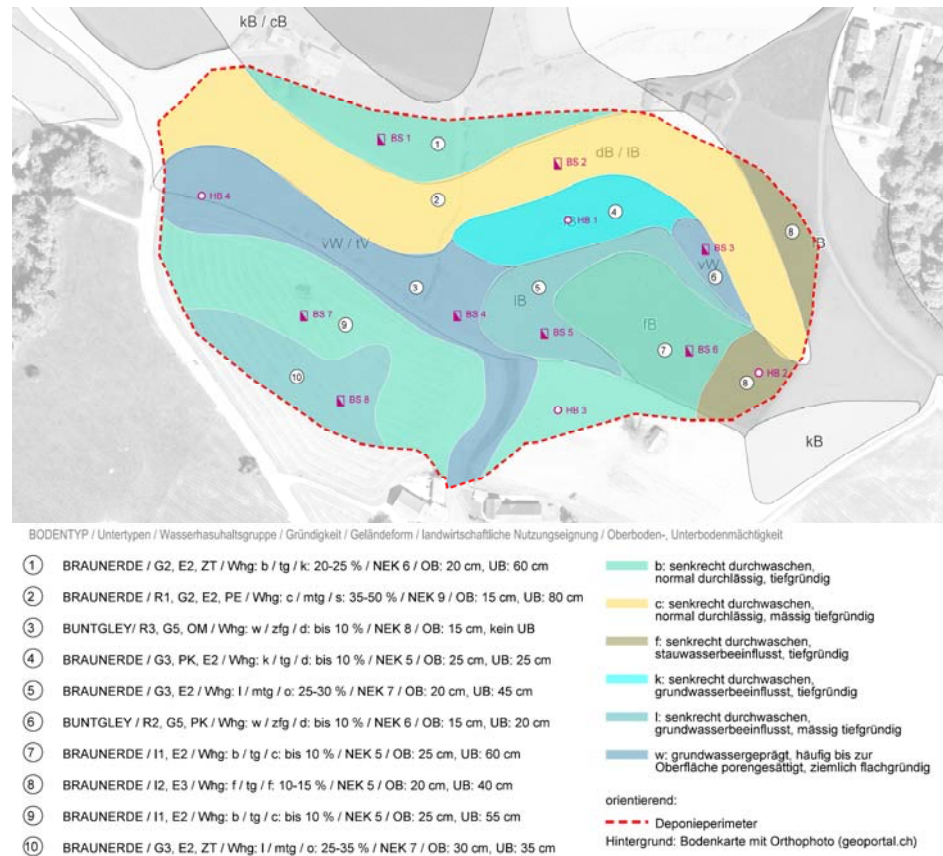 kB / cB
BS 1
1
BS 2
dB / lB
HB 4
2
HB 1
4
8
fB
BS 3
vW / tV
vW
3
5
6
lB
BS 7
BS 4
fB
9
BS 5
7
BS 6
10
8
HB 2
BS 8
HB 3
kB
BODENTYP / Untertypen / Wasserhasuhaltsgruppe / Gründigkeit / Geländeform / landwirtschaftliche Nutzungseignung / Oberboden-, Unterbodenmächtigkeit
1 BRAUNERDE / G2, E2, ZT / Whg: b / tg / k: 20-25 % / NEK 6 / OB: 20 cm, UB: 60 cm
2 BRAUNERDE / R1, G2, E2, PE / Whg: c / mtg / s: 35-50 % / NEK 9 / OB: 15 cm, UB: 80 cm
3 BUNTGLEY/ R3, G5, OM / Whg: w / zfg / d: bis 10 % / NEK 8 / OB: 15 cm, kein UB
4 BRAUNERDE / G3, PK, E2 / Whg: k / tg / d: bis 10 % / NEK 5 / OB: 25 cm, UB: 25 cm
5 BRAUNERDE / G3, E2 / Whg: l / mtg / o: 25-30 % / NEK 7 / OB: 20 cm, UB: 45 cm
6 BUNTGLEY / R2, G5, PK / Whg: w / zfg / d: bis 10 % / NEK 6 / OB: 15 cm, UB: 20 cm
7 BRAUNERDE / I1, E2 / Whg: b / tg / c: bis 10 % / NEK 5 / OB: 25 cm, UB: 60 cm
8 BRAUNERDE / I2, E3 / Whg: f / tg / f: 10-15 % / NEK 5 / OB: 20 cm, UB: 40 cm
9 BRAUNERDE / I1, E2 / Whg: b / tg / c: bis 10 % / NEK 5 / OB: 25 cm, UB: 55 cm
10 BRAUNERDE / G3, E2, ZT / Whg: l / mtg / o: 25-35 % / NEK 7 / OB: 30 cm, UB: 35 cm
b: senkrecht durchwaschen,
normal durchlässig, tiefgründig
c: senkrecht durchwaschen,
normal durchlässig, mässig tiefgründig
f: senkrecht durchwaschen,
stauwasserbeeinflusst, tiefgründig
k: senkrecht durchwaschen,
grundwasserbeeinflusst, tiefgründig
l: senkrecht durchwaschen,
grundwasserbeeinflusst, mässig tiefgründig
w: grundwassergeprägt, häufig bis zur
Oberfläche porengesättigt, ziemlich flachgründig
orientierend:
Deponieperimeter
Hintergrund: Bodenkarte mit Orthophoto (geoportal.ch)